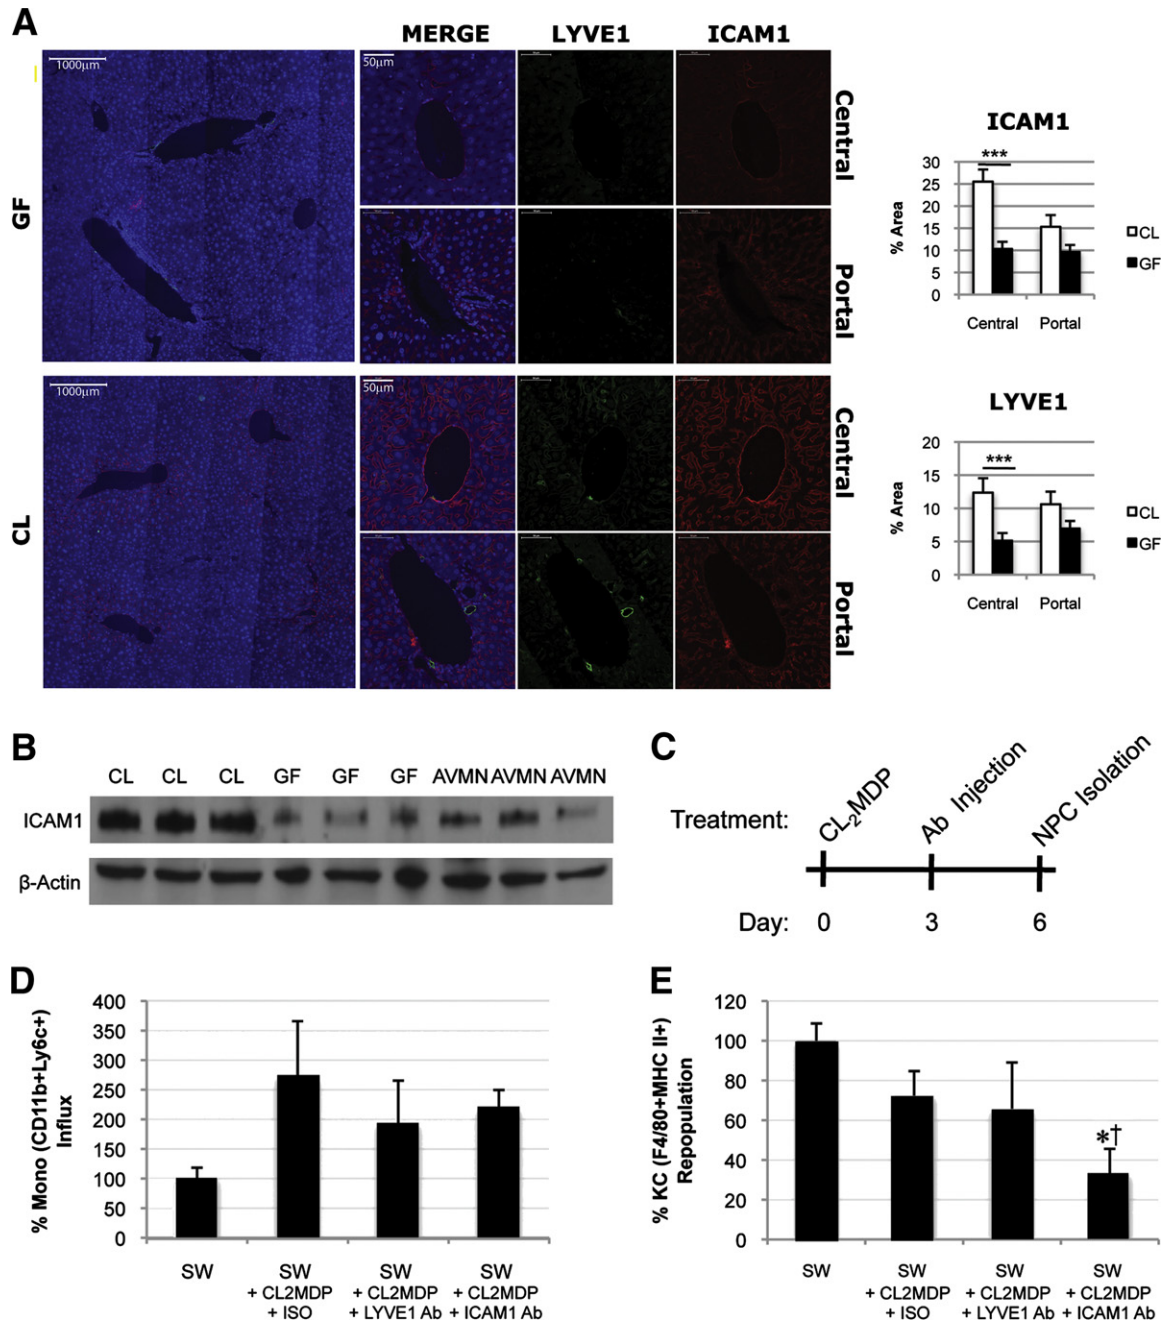 A
MERGE LYVE1 ICAM1
GF
1000µm
50µm
Central
Portal
CL
1000µm
50µm
Central
Portal
ICAM1
% Area
30
25
20
15
10
5
0
***
Central Portal
CL
GF
LYVE1
% Area
20
15
10
5
0
***
Central Portal
CL
GF
B
CL CL CL GF GF GF AVMN AVMN AVMN
ICAM1
β-Actin
C
Treatment: CL₂MDP Ab Injection NPC Isolation
Day: 0 3 6
D
% Mono (CD11b+Ly6c+)
Influx
400
350
300
250
200
150
100
50
0
SW SW SW SW
+ CL2MDP + CL2MDP + CL2MDP
+ ISO + LYVE1 Ab + ICAM1 Ab
E
% KC (F4/80+MHC II+)
Repopulation
120
100
80
60
40
20
0
*†
SW SW SW SW
+ CL2MDP + CL2MDP + CL2MDP
+ ISO + LYVE1 Ab + ICAM1 Ab